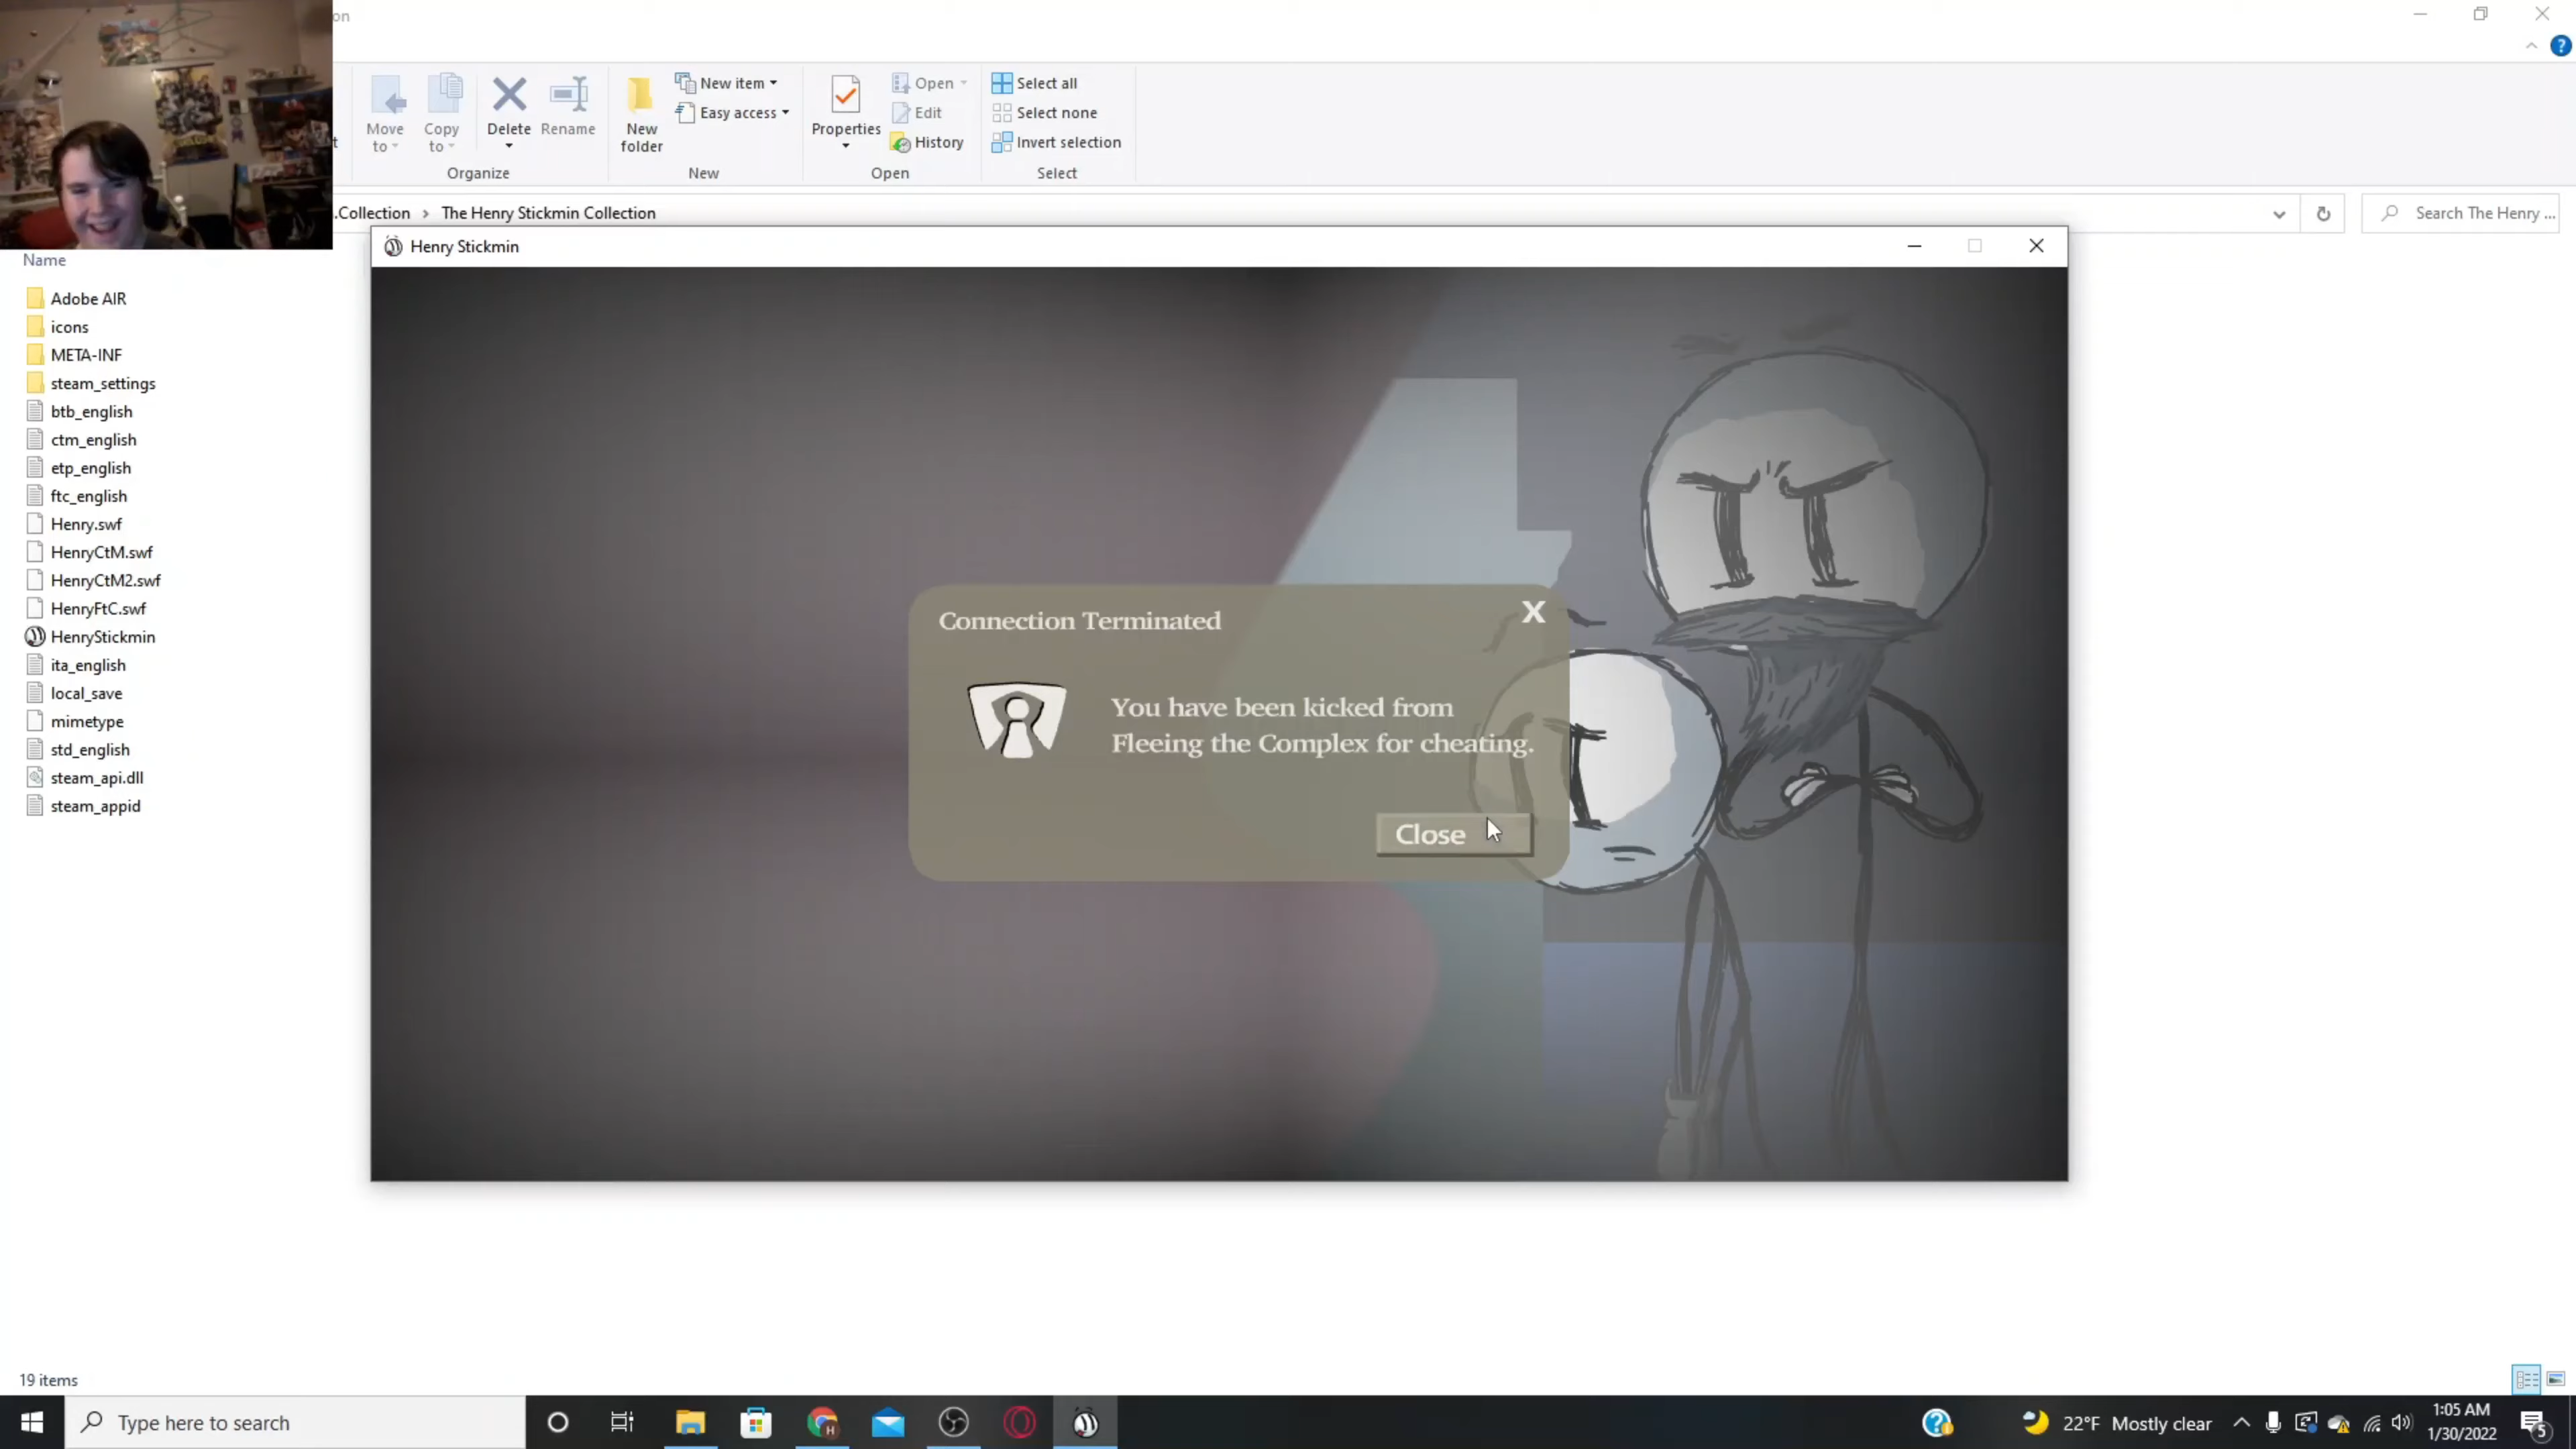 on
Move to
Copy to
Delete
Rename
New folder
New item
Easy access
Properties
Open
Edit
History
Select all
Select none
Invert selection
t
Organize
New
Open
Select
.Collection > The Henry Stickmin Collection
Search The Henry ...
Name
Adobe AIR
icons
META-INF
steam_settings
btb_english
ctm_english
etp_english
ftc_english
Henry.swf
HenryCtM.swf
HenryCtM2.swf
HenryFtC.swf
HenryStickmin
ita_english
local_save
mimetype
std_english
steam_api.dll
steam_appid
Henry Stickmin
Connection Terminated
X
You have been kicked from
Fleeing the Complex for cheating.
Close
19 items
Type here to search
22°F Mostly clear
1:05 AM
1/30/2022
5